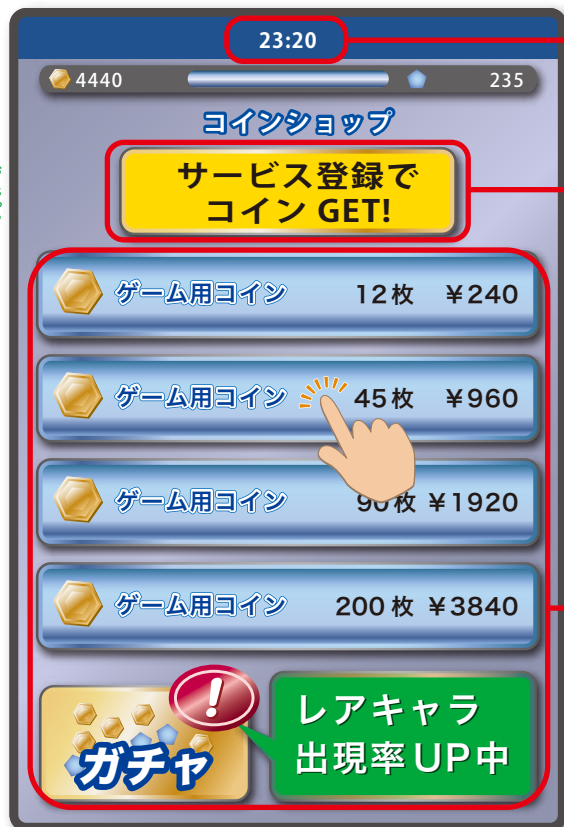 23:20
4440
235
コインショップ
サービス登録で
コイン GET!
ゲーム用コイン 12枚 ¥240
ゲーム用コイン 45枚 ¥960
ゲーム用コイン 90枚 ¥1920
ゲーム用コイン 200枚 ¥3840
!
ガチャ
レアキャラ
出現率UP中